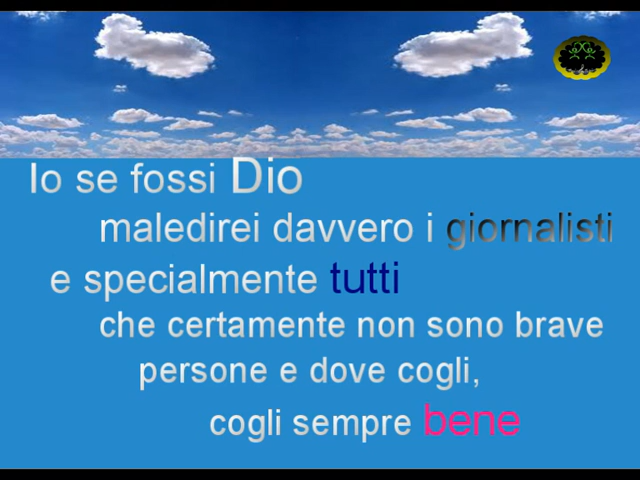 Io se fossi Dio
maledirei davvero i giornalisti
e specialmente tutti
che certamente non sono brave
persone e dove cogli,
cogli sempre bene